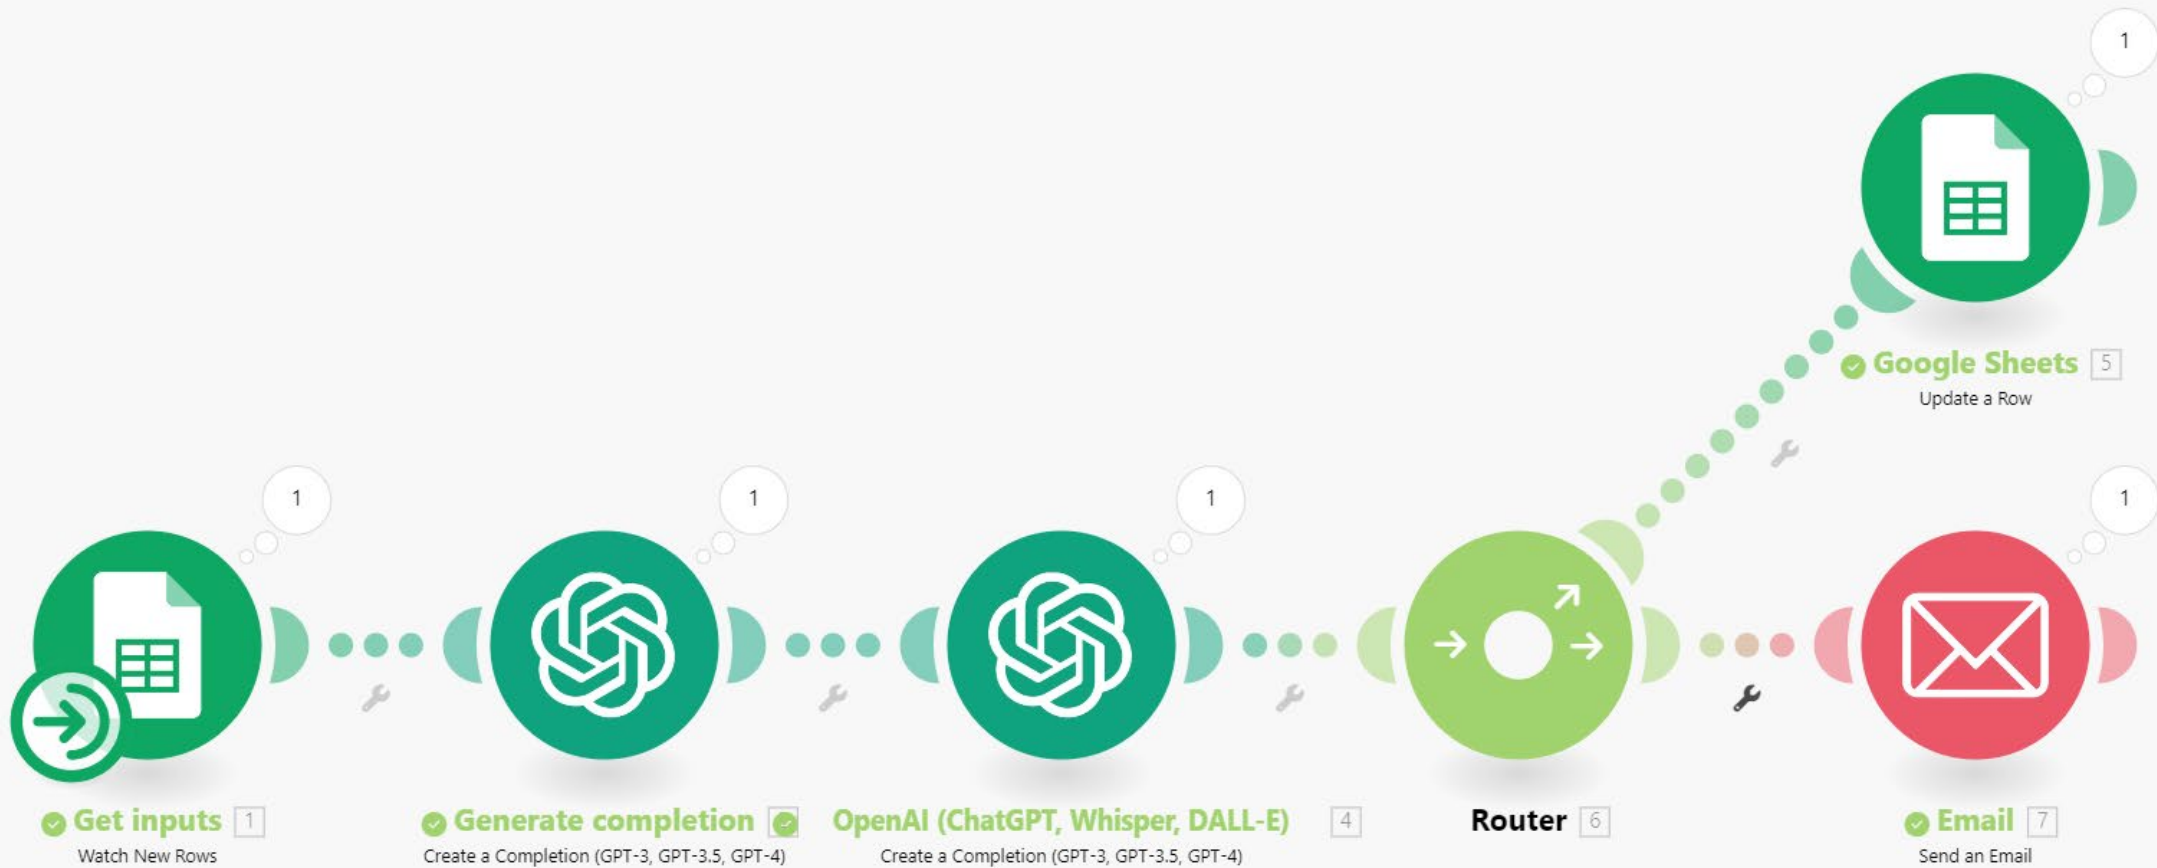 1
Google Sheets 5
Update a Row
1
1
1
1
Get inputs 1
Watch New Rows
Generate completion
Create a Completion (GPT-3, GPT-3.5, GPT-4)
OpenAI (ChatGPT, Whisper, DALL-E) 4
Create a Completion (GPT-3, GPT-3.5, GPT-4)
Router 6
Email 7
Send an Email